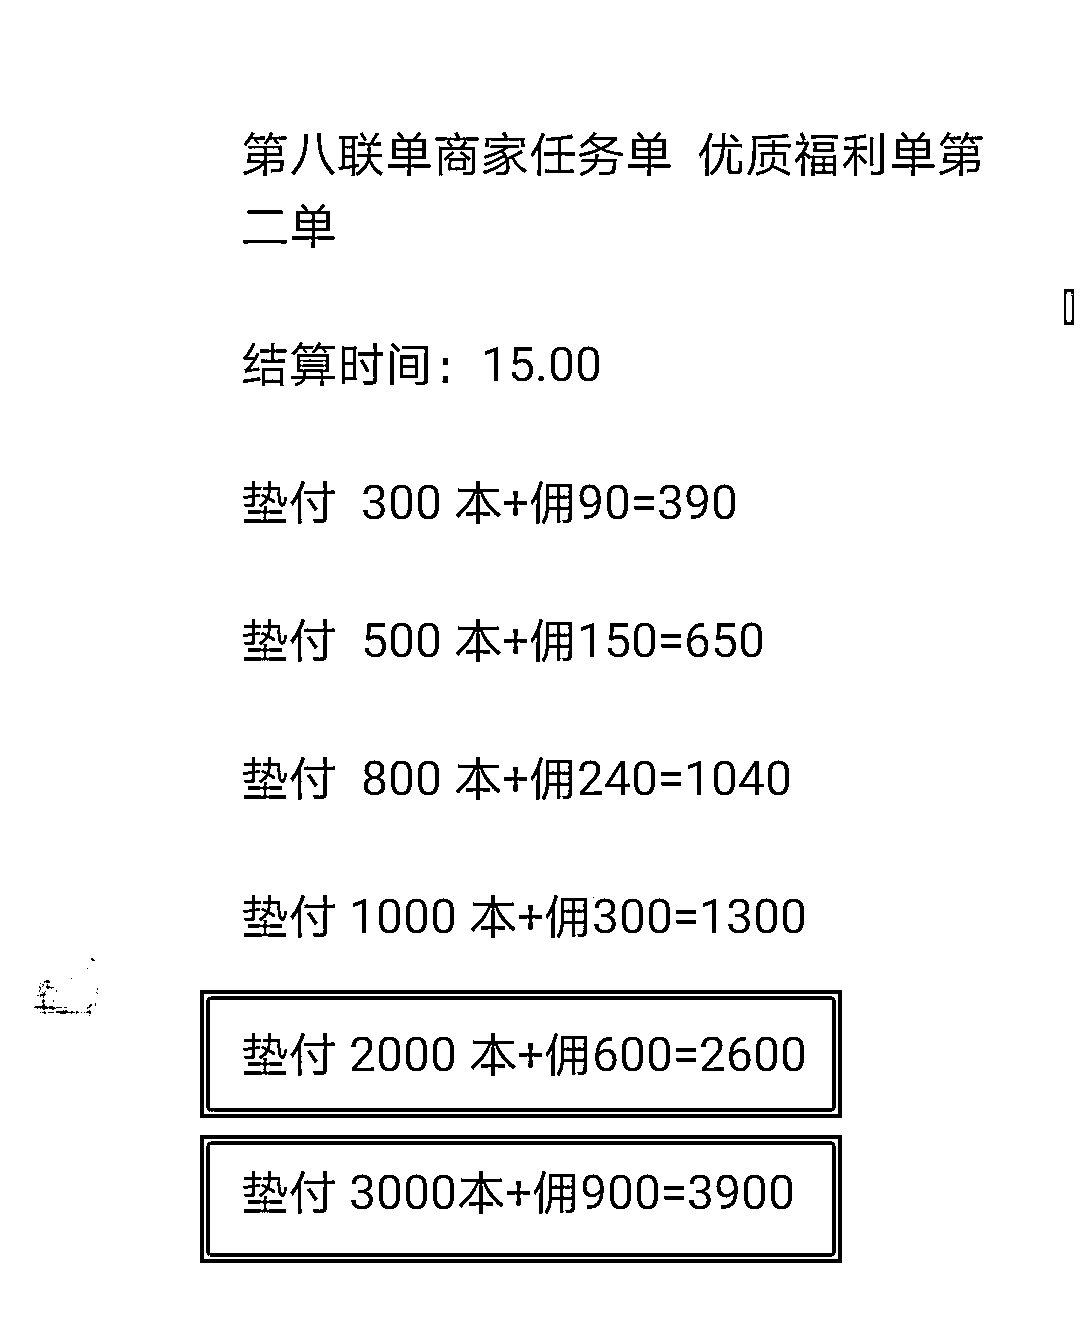 第八联单商家任务单 优质福利单第
二单
结算时间：15.00
垫付 300 本+佣90=390
垫付 500 本+佣150=650
垫付 800 本+佣240=1040
垫付 1000 本+佣300=1300
垫付 2000 本+佣600=2600
垫付 3000本+佣900=3900